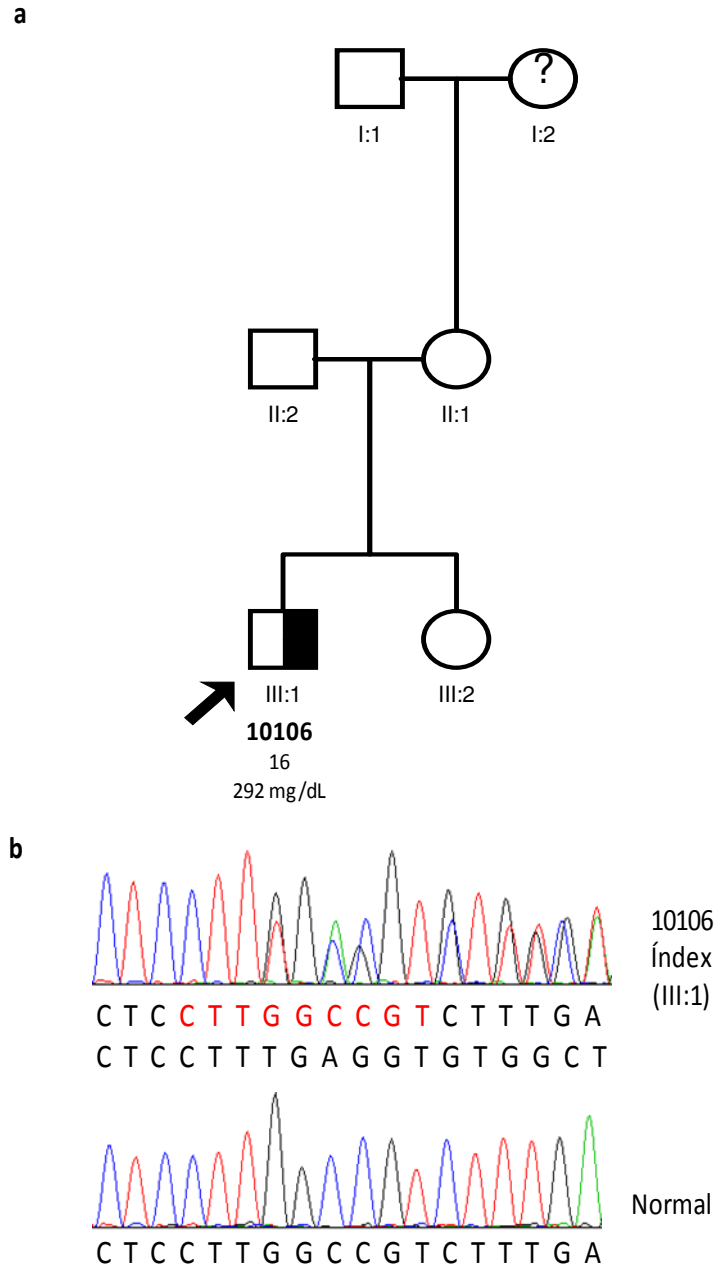 a
?
I:1 I:2
II:2 II:1
III:1 III:2
10106
16
292 mg/dL
b
10106
Índex
(III:1)
C T C C T T G G C C G T C T T T G A
C T C C T T T G A G G T G T G G C T
Normal
C T C C T T G G C C G T C T T T G A